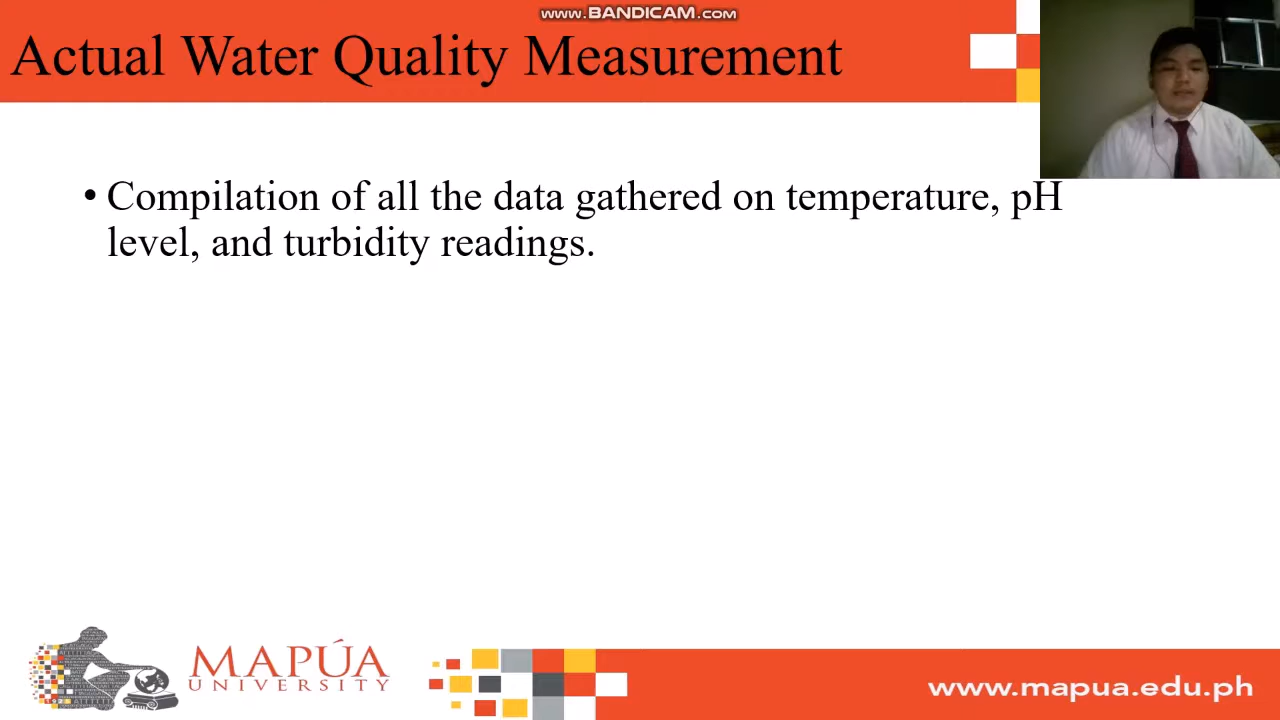 www.BANDICAM.com
Actual Water Quality Measurement
• Compilation of all the data gathered on temperature, pH
level, and turbidity readings.
MAPÚA
UNIVERSITY
www.mapua.edu.ph